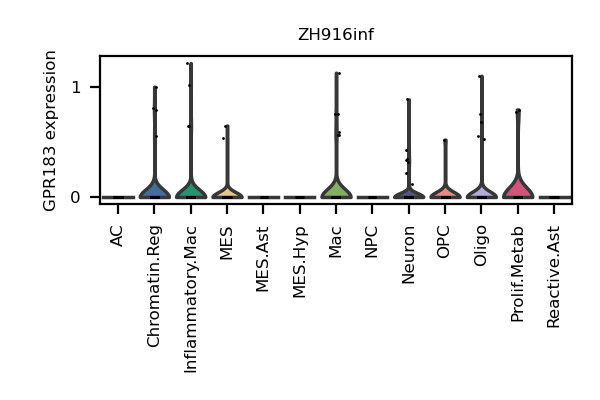 ZH916inf
GPR183 expression
1
0
AC
Chromatin.Reg
Inflammatory.Mac
MES
MES.Ast
MES.Hyp
Mac
NPC
Neuron
OPC
Oligo
Prolif.Metab
Reactive.Ast